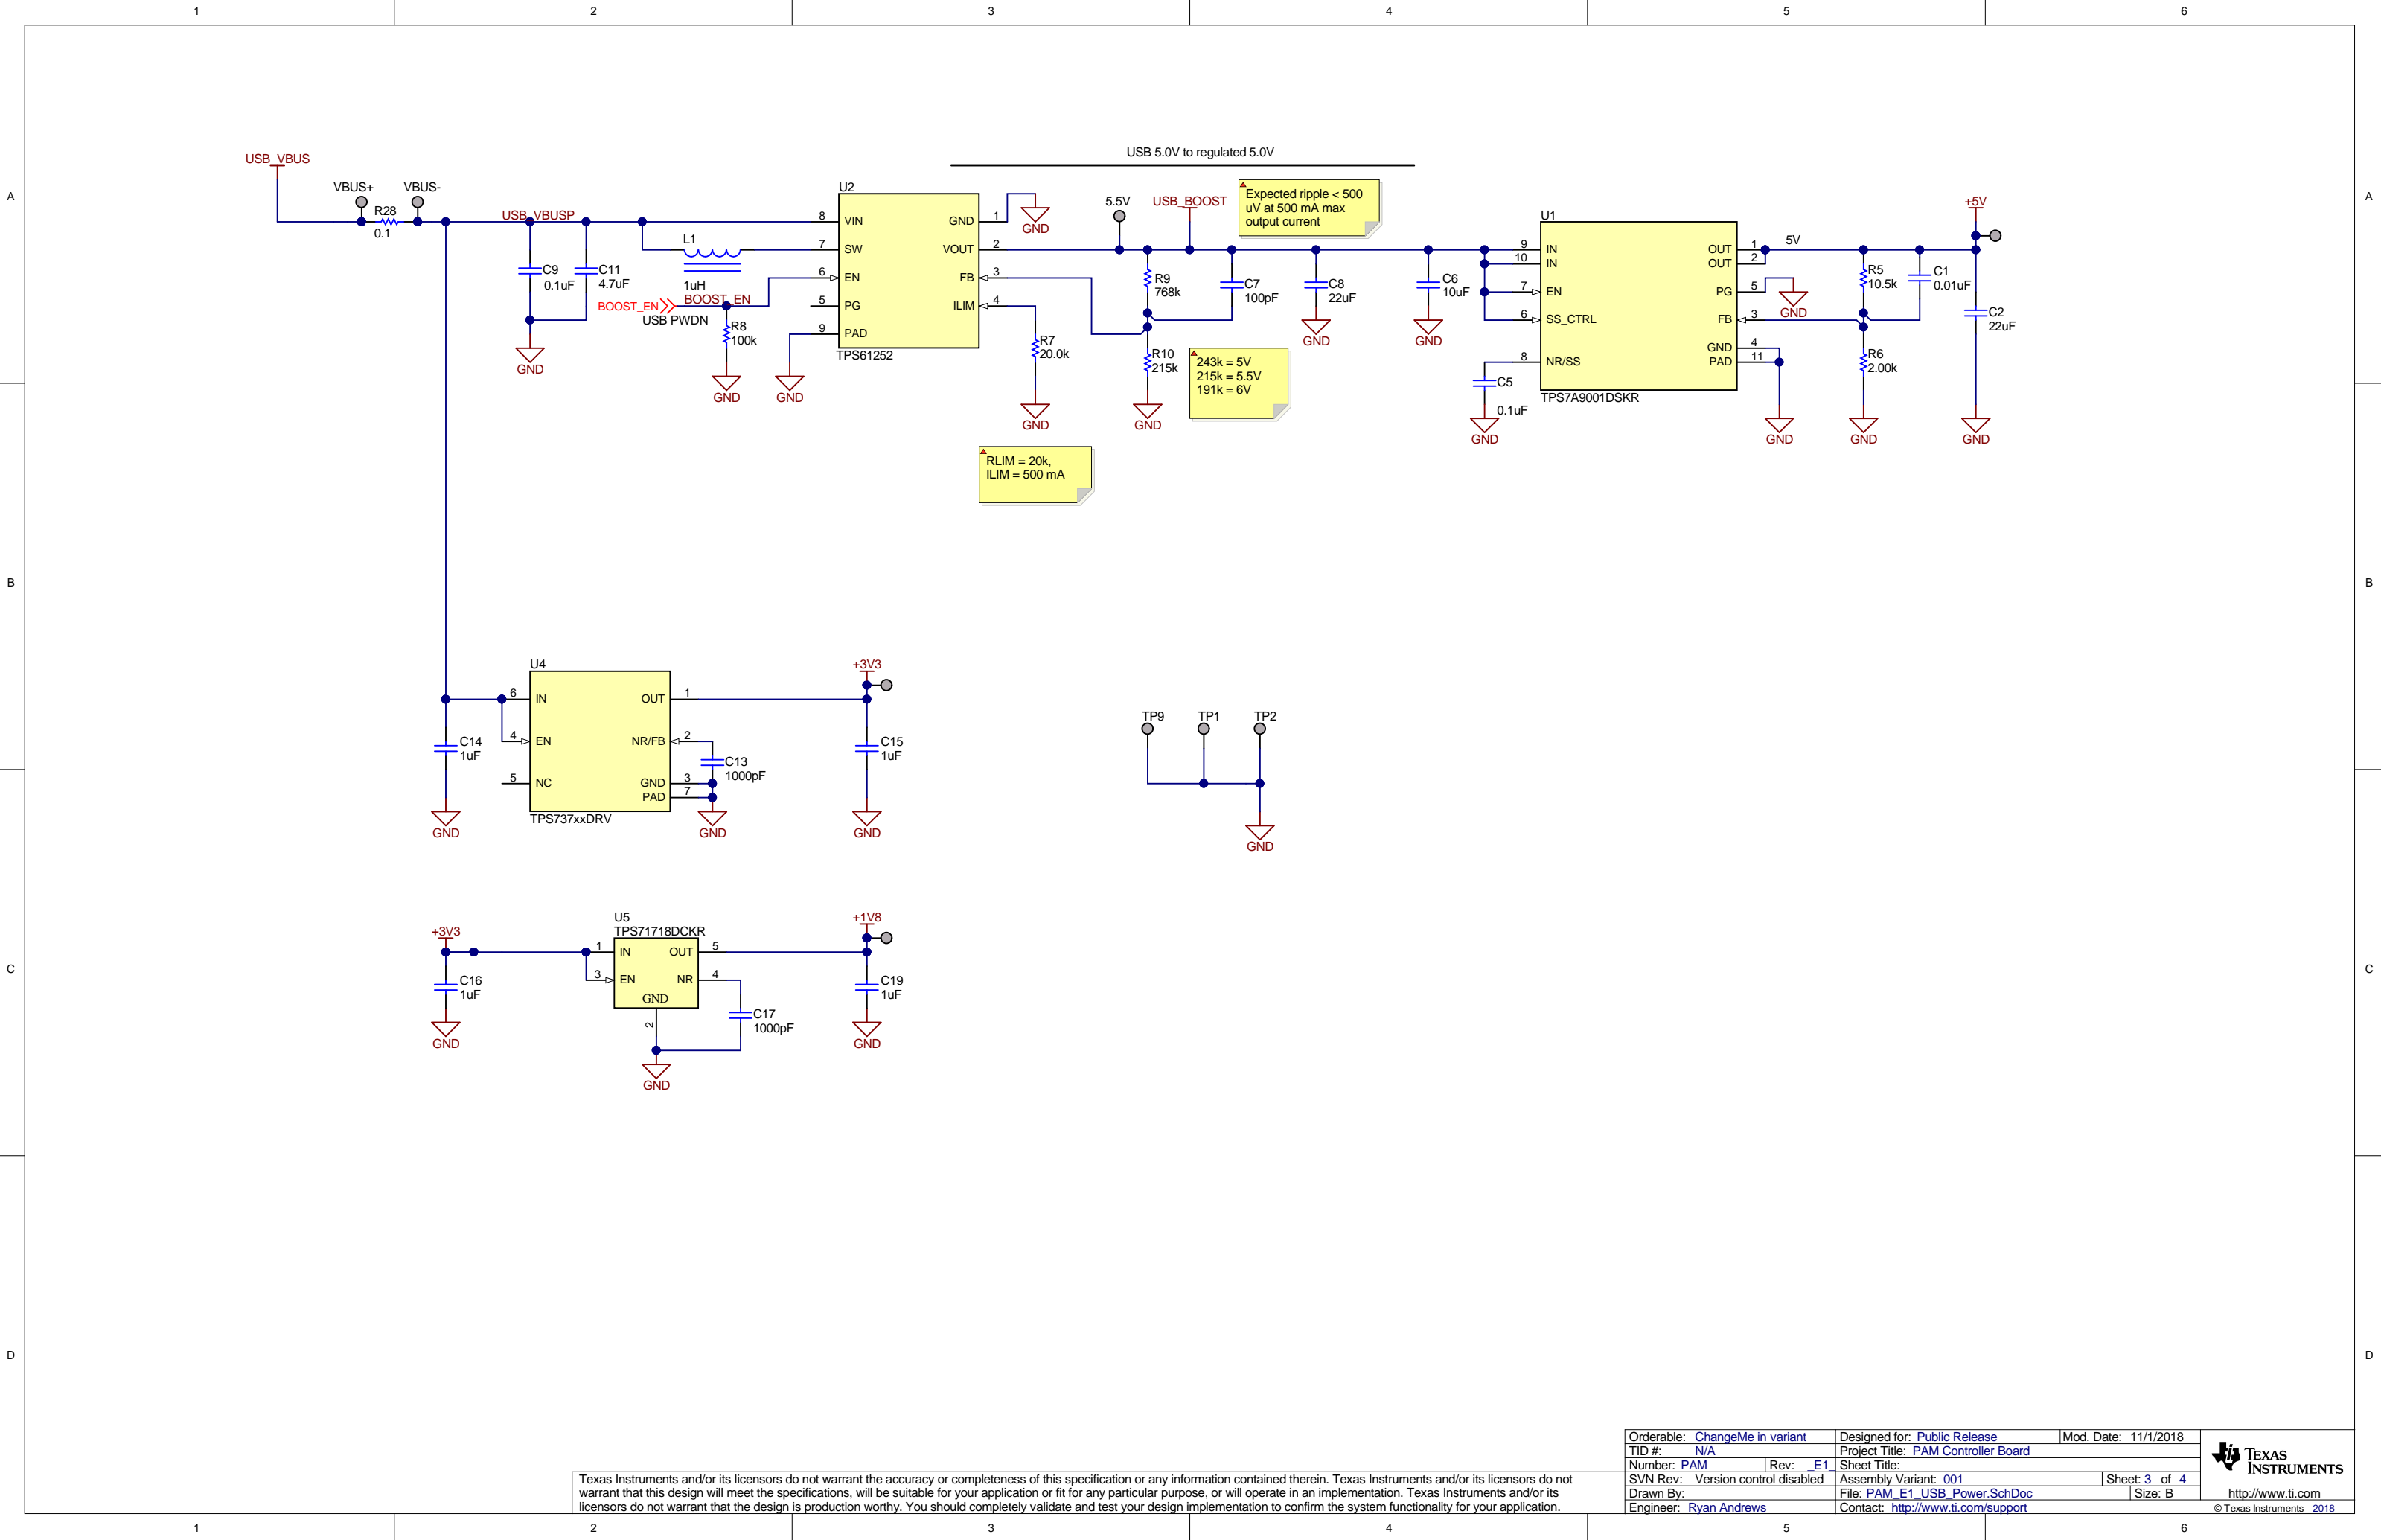 1 2 3 4 5 6
USB 5.0V to regulated 5.0V
USB_VBUS
VBUS+
VBUS-
R28
0.1
USB_VBUSP
C9
0.1uF
C11
4.7uF
GND
L1
1uH
BOOST_EN
BOOST_EN
USB PWDN
R8
100k
GND
GND
U2
8 VIN
7 SW
6 EN
5 PG
9 PAD
GND 1
VOUT 2
FB 3
ILIM 4
TPS61252
GND
R7
20.0k
GND
RLIM = 20k,
ILIM = 500 mA
5.5V
USB_BOOST
Expected ripple < 500
uV at 500 mA max
output current
R9
768k
R10
215k
GND
C7
100pF
C8
22uF
GND
243k = 5V
215k = 5.5V
191k = 6V
C6
10uF
GND
C5
0.1uF
GND
U1
9 IN
10 IN
7 EN
6 SS_CTRL
8 NR/SS
OUT 1
OUT 2
PG 5
FB 3
GND 4
PAD 11
TPS7A9001DSKR
5V
GND
GND
R5
10.5k
R6
2.00k
GND
C1
0.01uF
+5V
C2
22uF
GND
A
A
B
B
U4
6 IN
4 EN
5 NC
OUT 1
NR/FB 2
GND 3
PAD 7
TPS737xxDRV
C14
1uF
GND
C13
1000pF
GND
+3V3
C15
1uF
GND
TP9 TP1 TP2
GND
C
C
+3V3
C16
1uF
GND
U5
TPS71718DCKR
1 IN
3 EN
OUT 5
NR 4
GND
2
C17
1000pF
GND
+1V8
C19
1uF
GND
D
D
Texas Instruments and/or its licensors do not warrant the accuracy or completeness of this specification or any information contained therein. Texas Instruments and/or its licensors do not
warrant that this design will meet the specifications, will be suitable for your application or fit for any particular purpose, or will operate in an implementation. Texas Instruments and/or its
licensors do not warrant that the design is production worthy. You should completely validate and test your design implementation to confirm the system functionality for your application.
Orderable: ChangeMe in variant Designed for: Public Release Mod. Date: 11/1/2018
TID #: N/A Project Title: PAM Controller Board
Number: PAM Rev: _E1_ Sheet Title:
SVN Rev: Version control disabled Assembly Variant: 001 Sheet: 3 of 4
Drawn By: File: PAM_E1_USB_Power.SchDoc Size: B
Engineer: Ryan Andrews Contact: http://www.ti.com/support
TEXAS
INSTRUMENTS
http://www.ti.com
© Texas Instruments 2018
1 2 3 4 5 6